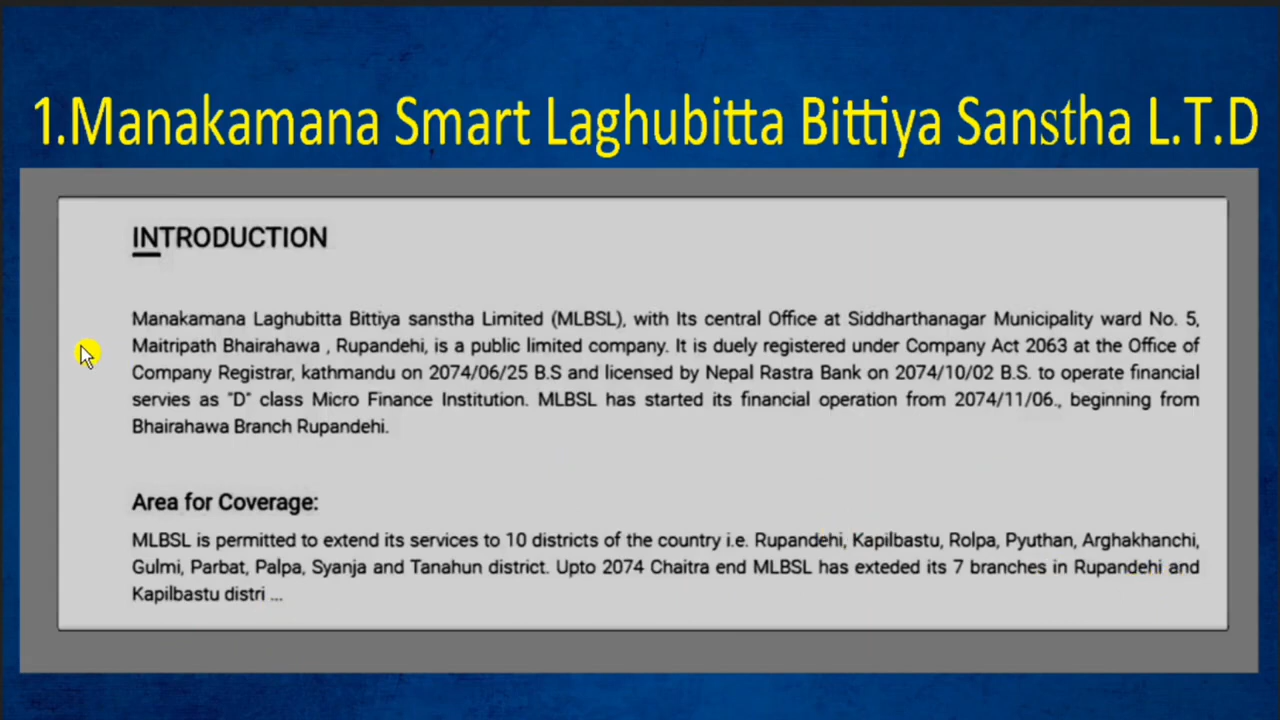 1.Manakamana Smart Laghubitta Bittiya Sanstha L.T.D
INTRODUCTION
Manakamana Laghubitta Bittiya sanstha Limited (MLBSL), with Its central Office at Siddharthanagar Municipality ward No. 5,
Maitripath Bhairahawa , Rupandehi, is a public limited company. It is duely registered under Company Act 2063 at the Office of
Company Registrar, kathmandu on 2074/06/25 B.S and licensed by Nepal Rastra Bank on 2074/10/02 B.S. to operate financial
servies as "D" class Micro Finance Institution. MLBSL has started its financial operation from 2074/11/06., beginning from
Bhairahawa Branch Rupandehi.
Area for Coverage:
MLBSL is permitted to extend its services to 10 districts of the country i.e. Rupandehi, Kapilbastu, Rolpa, Pyuthan, Arghakhanchi,
Gulmi, Parbat, Palpa, Syanja and Tanahun district. Upto 2074 Chaitra end MLBSL has exteded its 7 branches in Rupandehi and
Kapilbastu distri ...